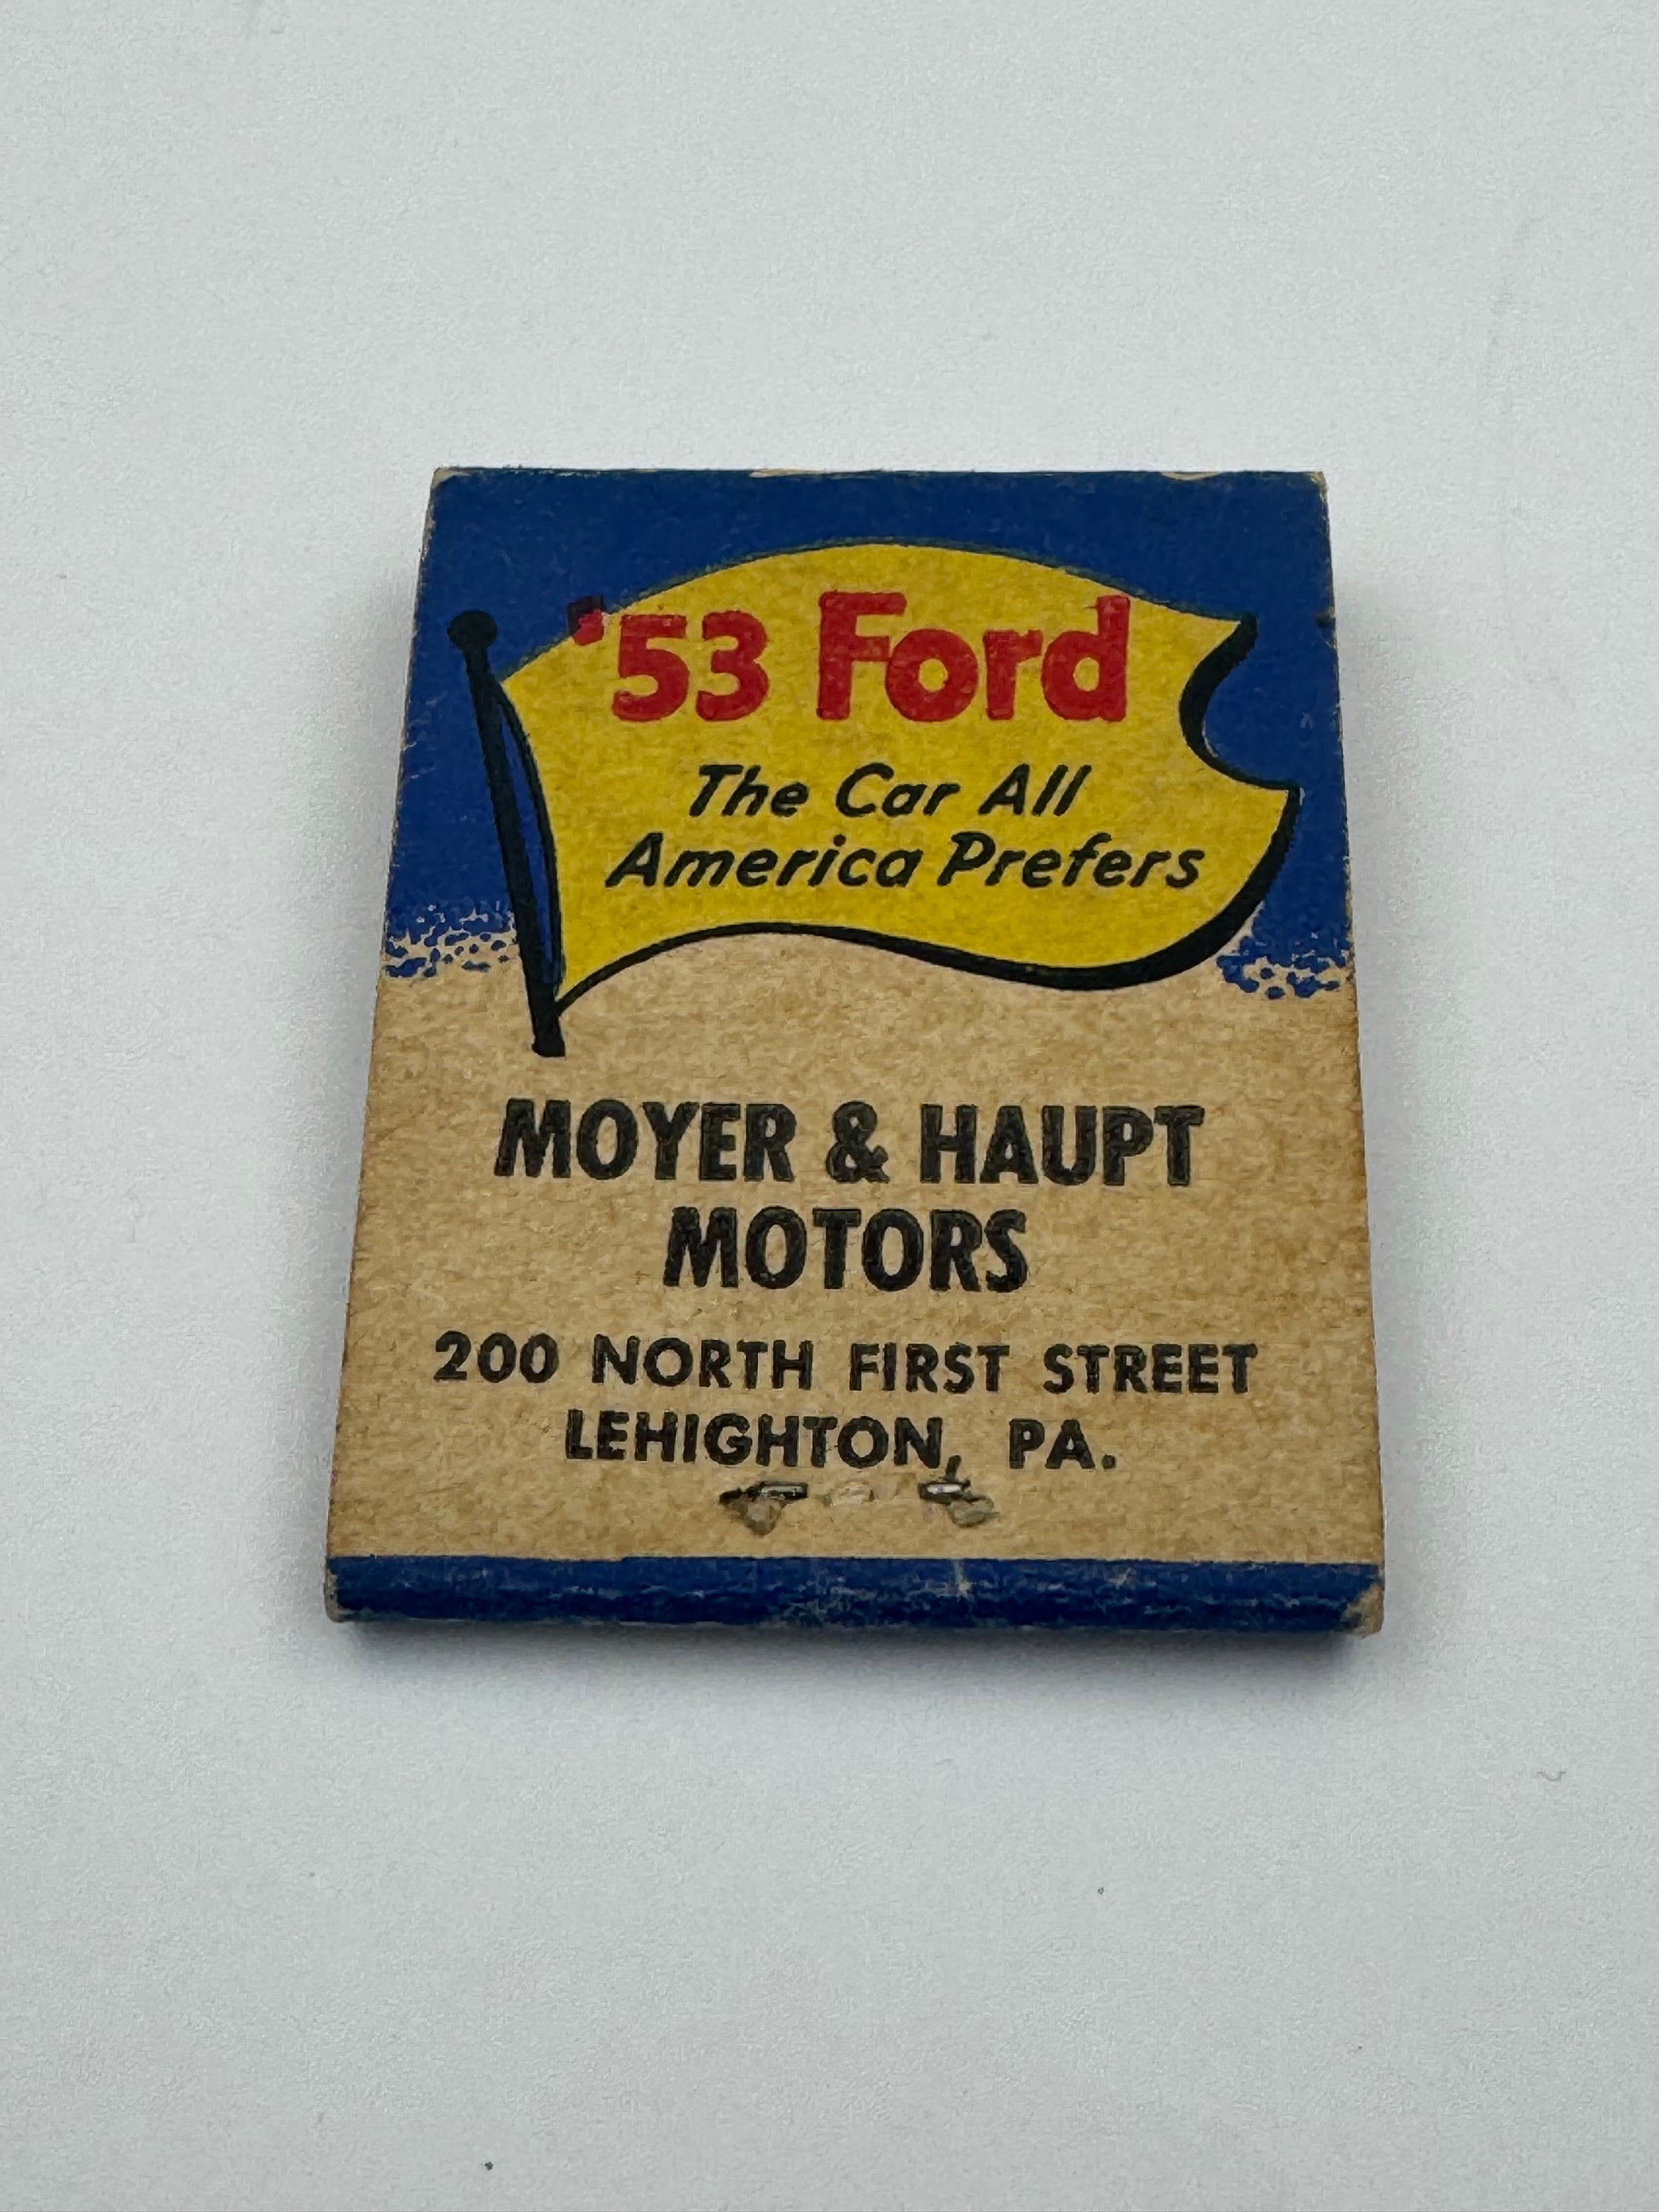 '53 Ford
The Car All
America Prefers
MOYER & HAUPT
MOTORS
200 NORTH FIRST STREET
LEHIGHTON, PA.